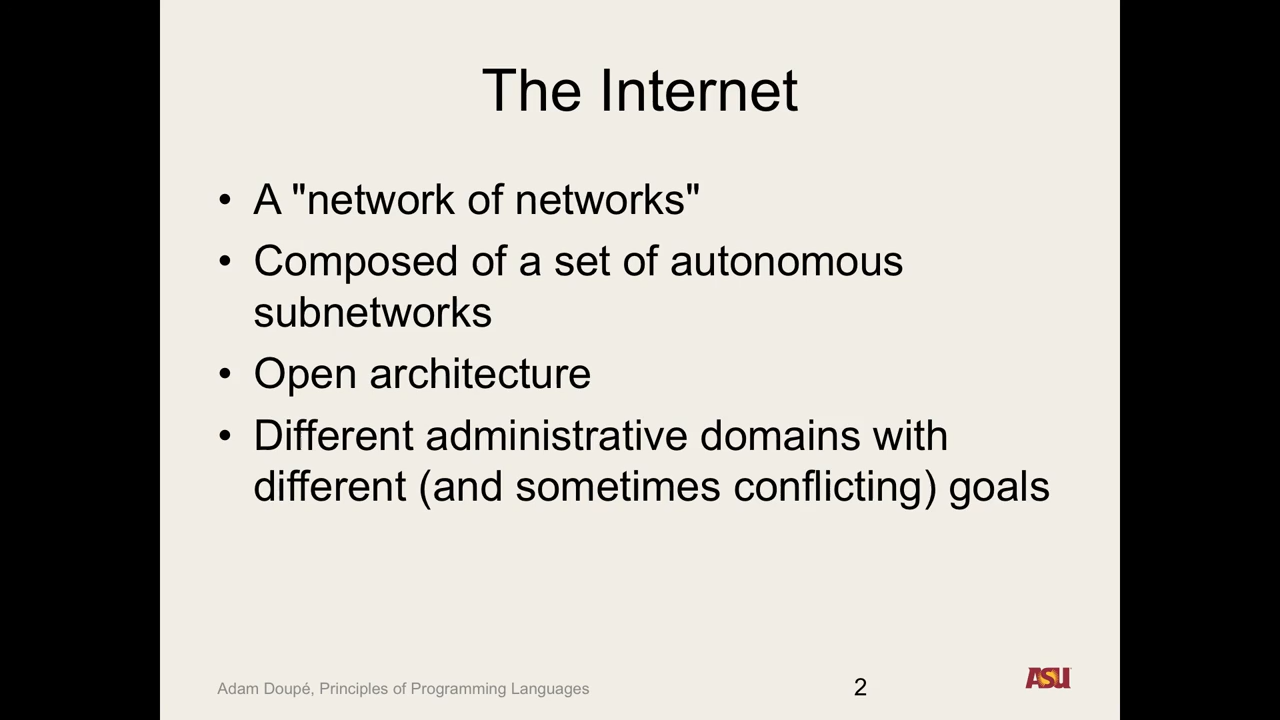 The Internet
• A "network of networks"
• Composed of a set of autonomous
subnetworks
• Open architecture
• Different administrative domains with
different (and sometimes conflicting) goals
Adam Doupé, Principles of Programming Languages
2
ASU